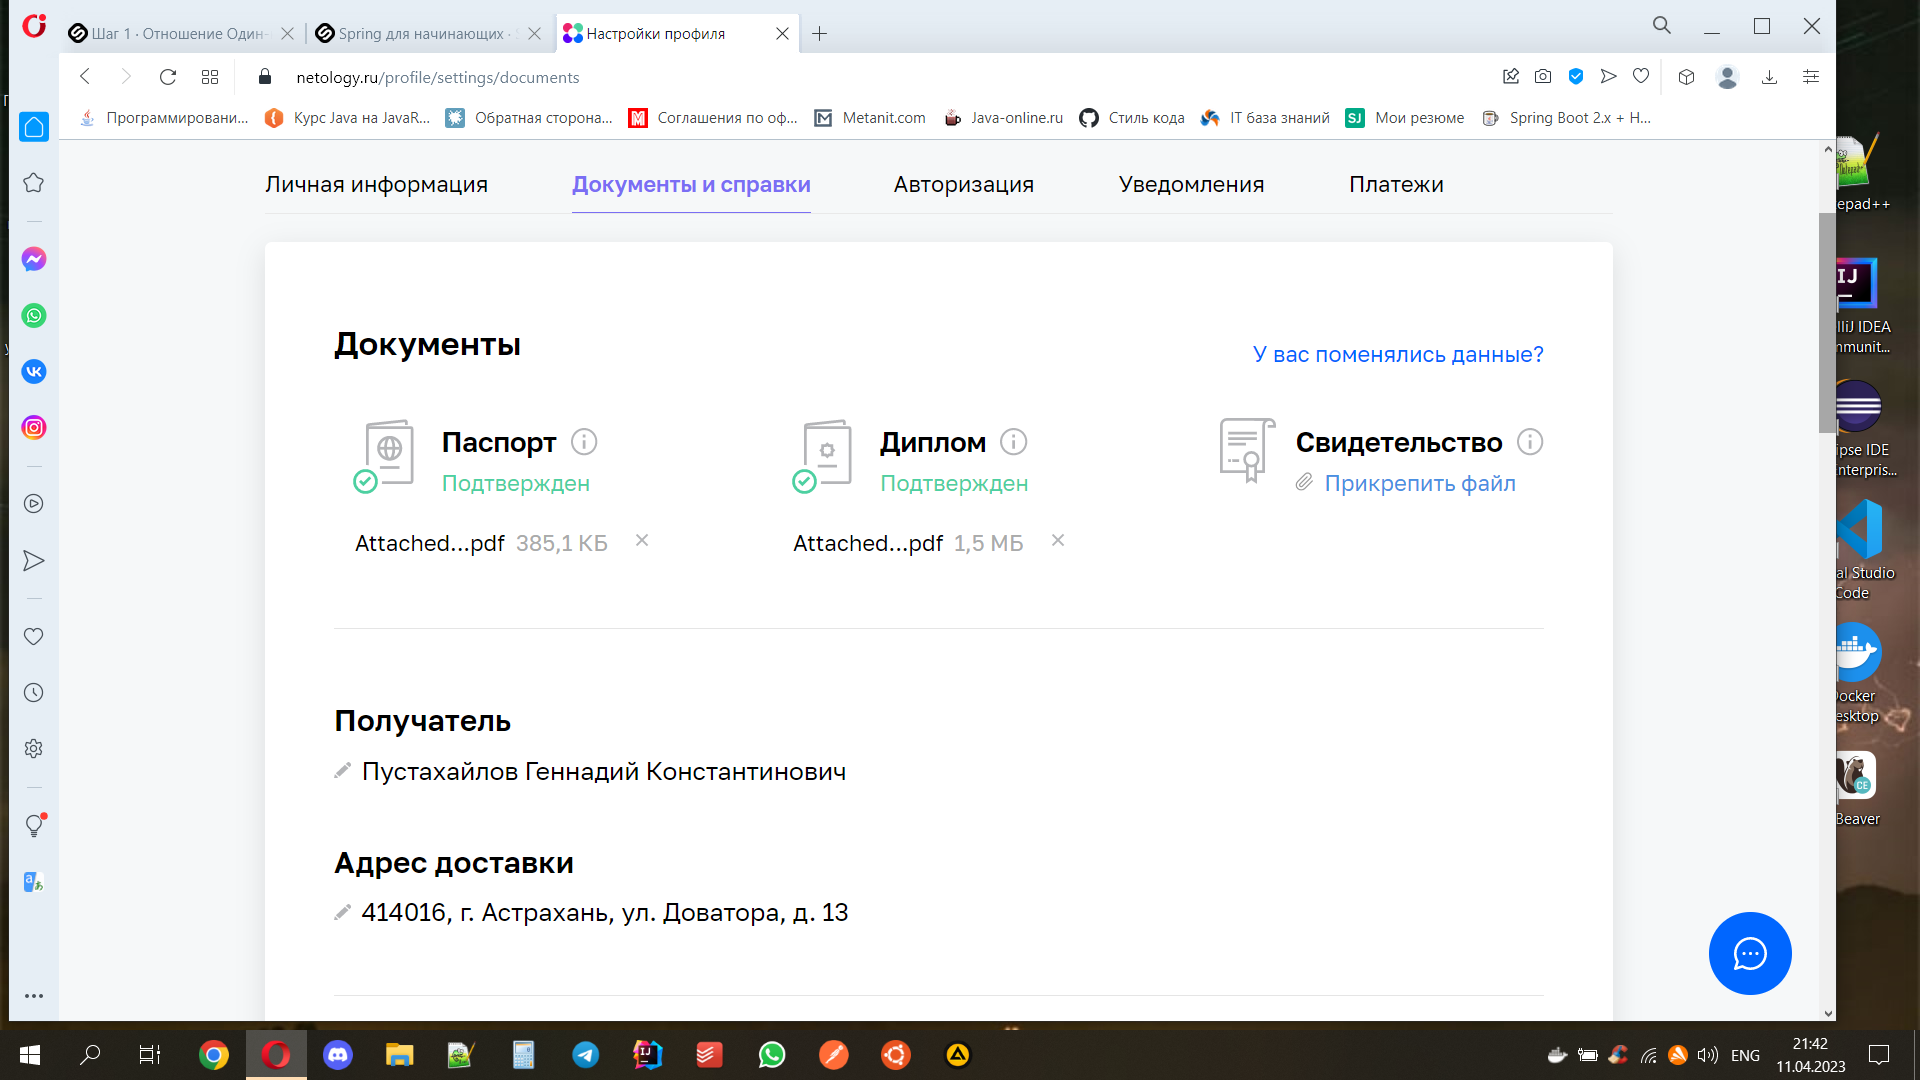 Шаг 1 · Отношение Один-
Spring для начинающих · S
Настройки профиля
netology.ru/profile/settings/documents
Программировани...
Курс Java на JavaR...
Обратная сторона...
Соглашения по оф...
Metanit.com
Java-online.ru
Стиль кода
IT база знаний
Мои резюме
Spring Boot 2.x + H...
Личная информация
Документы и справки
Авторизация
Уведомления
Платежи
Документы
У вас поменялись данные?
Паспорт
Подтвержден
Attached...pdf 385,1 КБ
Диплом
Подтвержден
Attached...pdf 1,5 МБ
Свидетельство
Прикрепить файл
Получатель
Пустахайлов Геннадий Константинович
Адрес доставки
414016, г. Астрахань, ул. Доватора, д. 13
epad++
lliJ IDEA
mmunit...
ipse IDE
Enterpris...
al Studio
Code
Docker
esktop
Beaver
ENG
21:42
11.04.2023